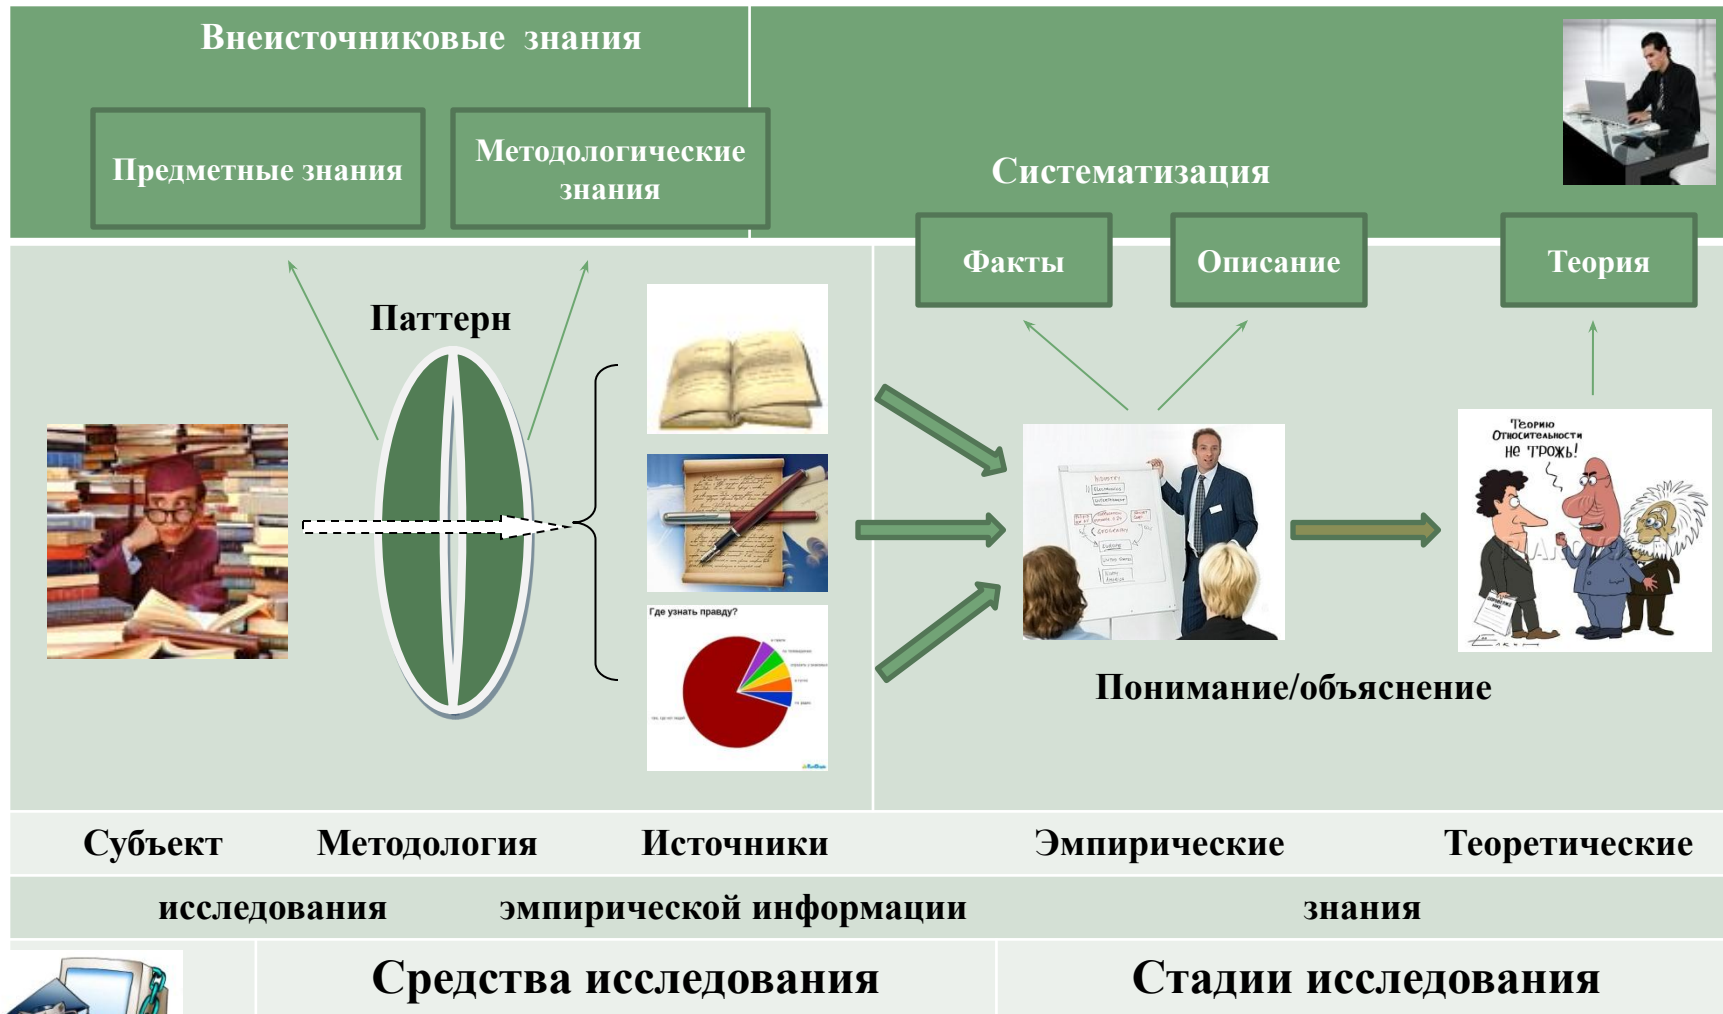 Внеисточниковые знания
Предметные знания
Методологические
знания
Систематизация
Факты
Описание
Теория
Паттерн
Теорию
Относительности
не трожь!
Где узнать правду?
Понимание/объяснение
Субъект
Методология
Источники
Эмпирические
Теоретические
исследования
эмпирической информации
знания
Средства исследования
Стадии исследования